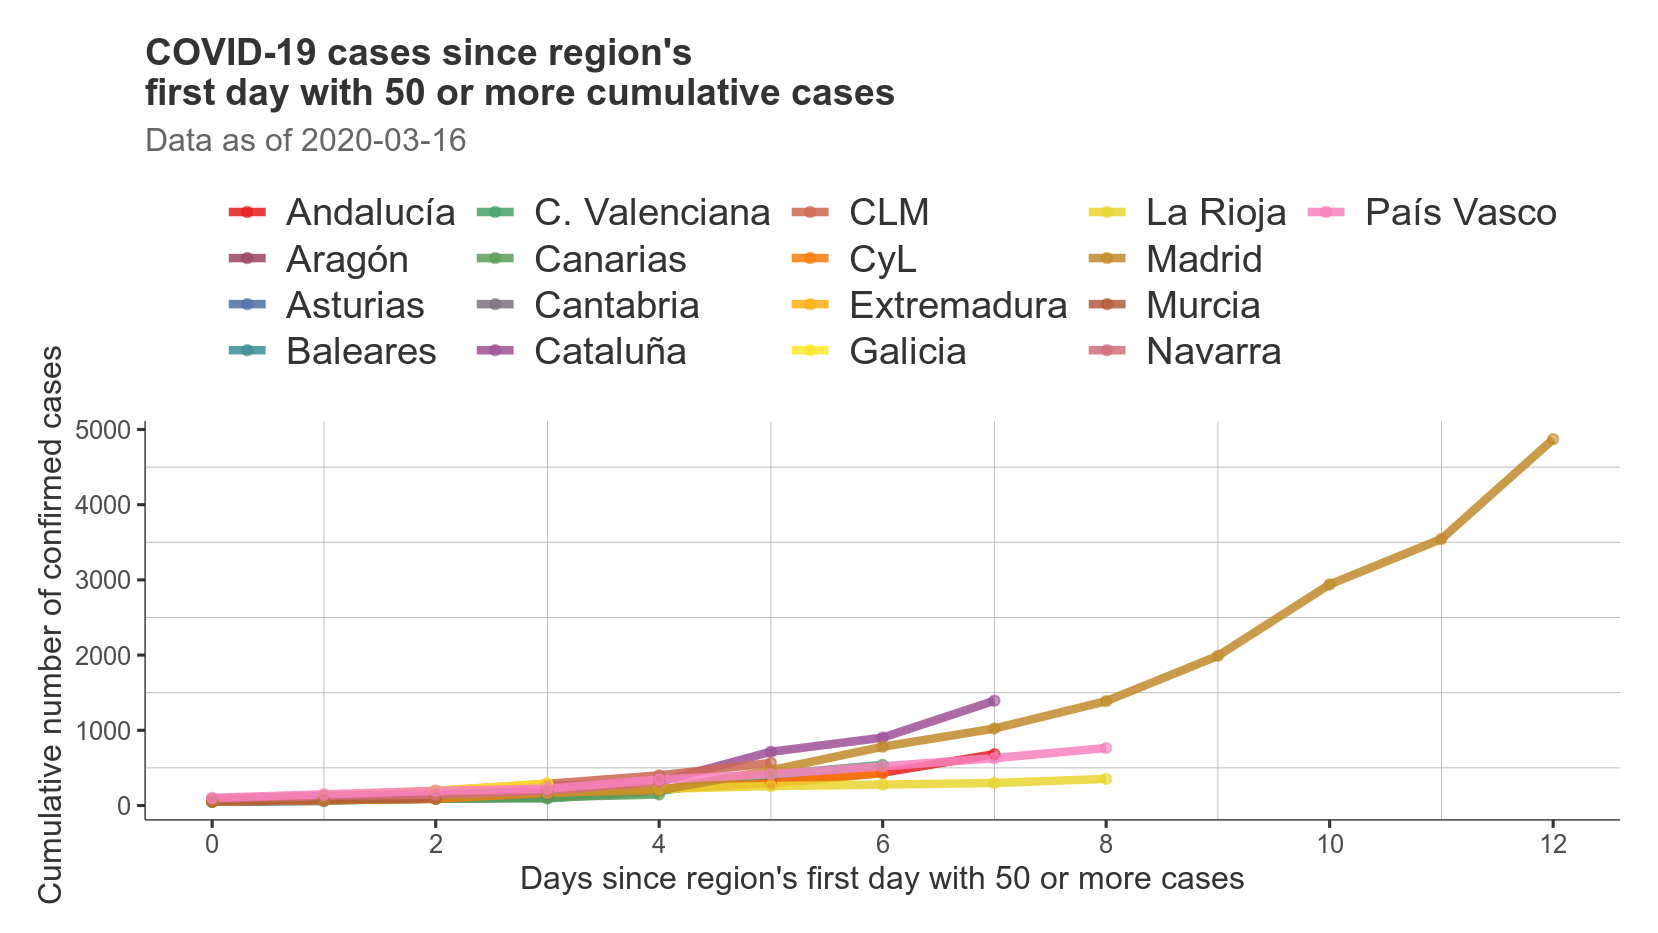 COVID-19 cases since region's
first day with 50 or more cumulative cases
Data as of 2020-03-16
Andalucía C. Valenciana CLM La Rioja País Vasco
Aragón Canarias CyL Madrid
Asturias Cantabria Extremadura Murcia
Baleares Cataluña Galicia Navarra
Cumulative number of confirmed cases
5000
4000
3000
2000
1000
0
0 2 4 6 8 10 12
Days since region's first day with 50 or more cases